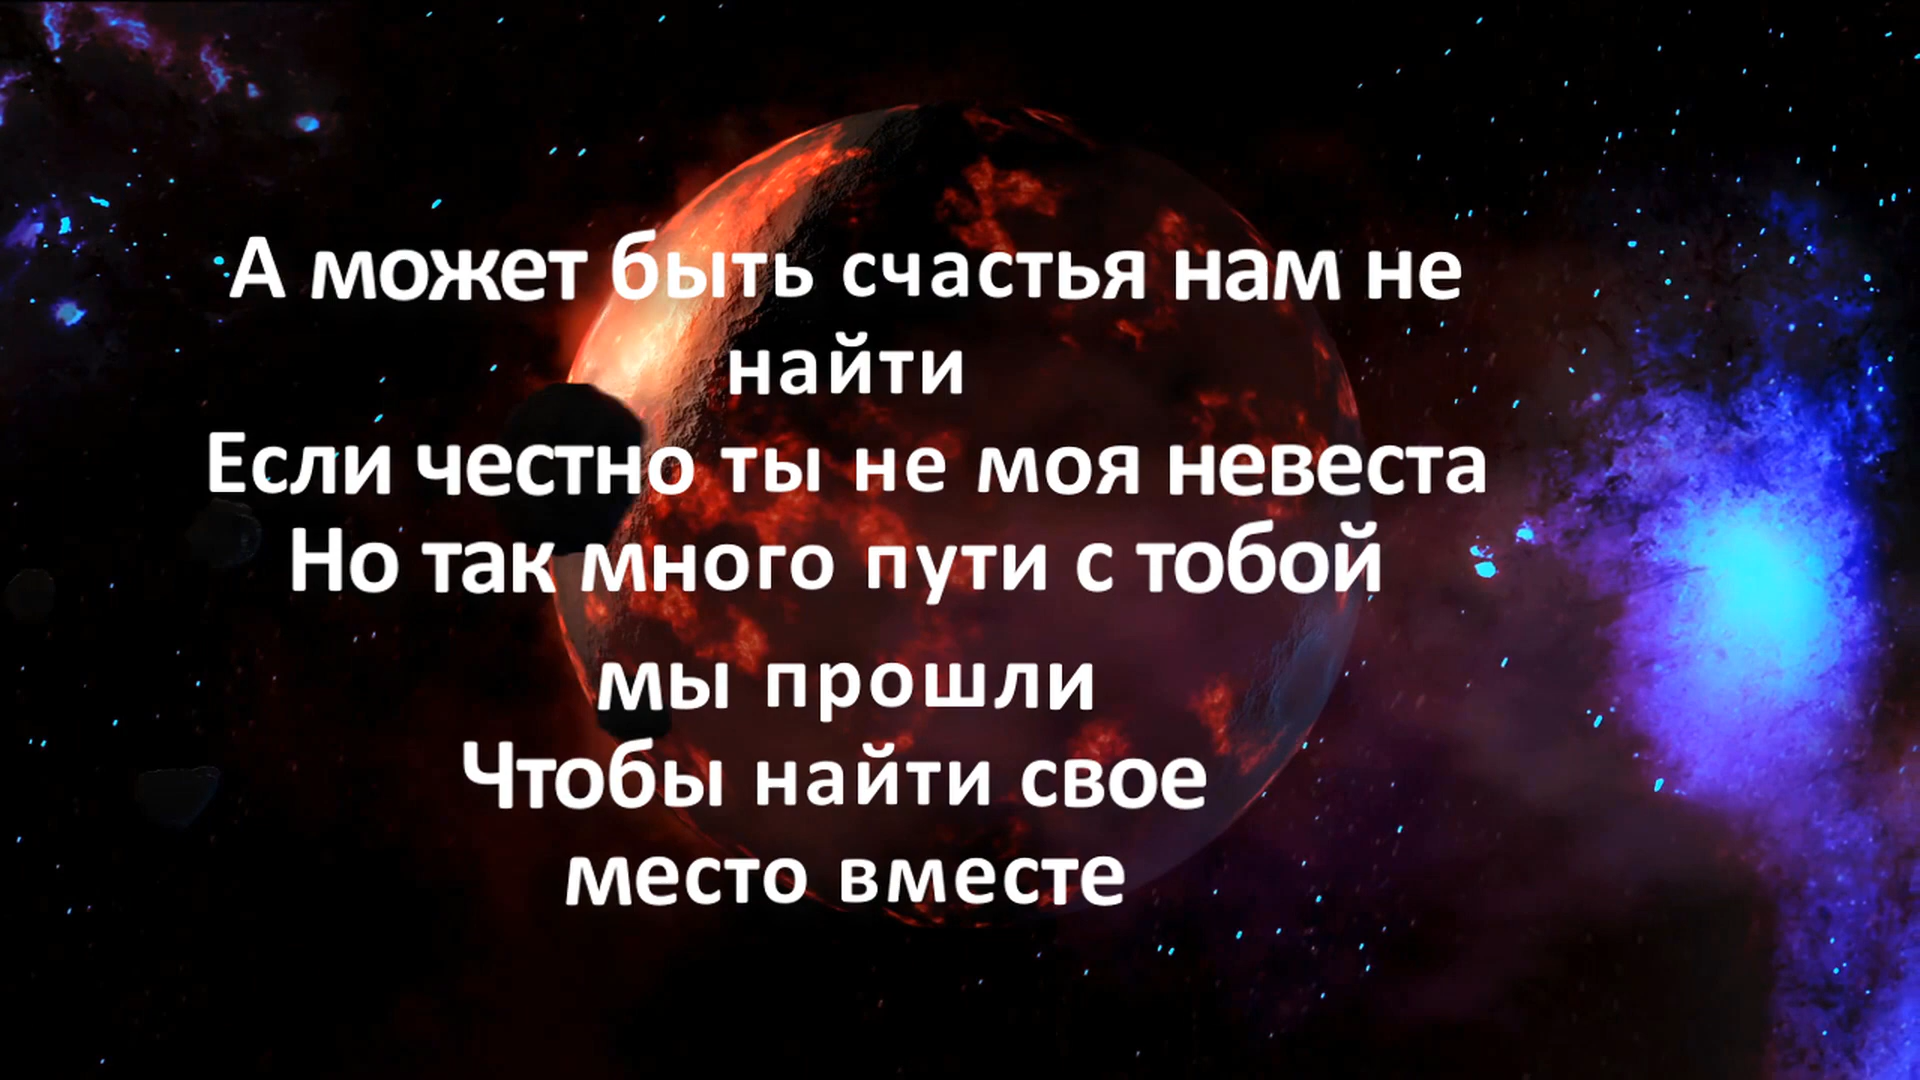 А может быть счастья нам не
найти
Если честно ты не моя невеста
Но так много пути с тобой
мы прошли
Чтобы найти свое
место вместе